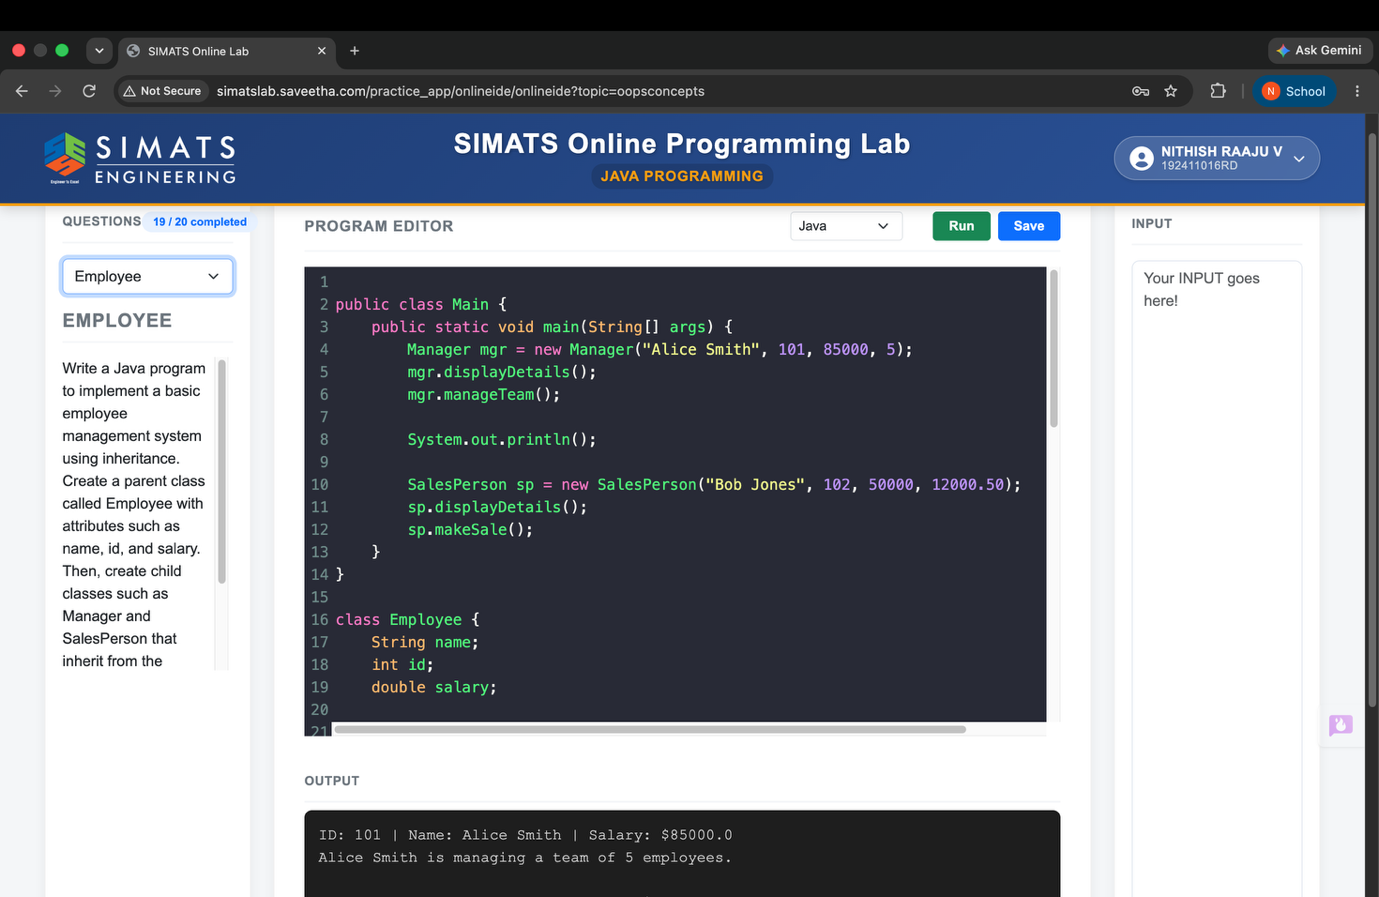 SIMATS Online Lab
Ask Gemini
Not Secure
simatslab.saveetha.com/practice_app/onlineide/onlineide?topic=oopsconcepts
N School
SIMATS
ENGINEERING
Engineer to Excel
SIMATS Online Programming Lab
JAVA PROGRAMMING
NITHISH RAAJU V
192411016RD
QUESTIONS 19 / 20 completed
Employee
EMPLOYEE
Write a Java program
to implement a basic
employee
management system
using inheritance.
Create a parent class
called Employee with
attributes such as
name, id, and salary.
Then, create child
classes such as
Manager and
SalesPerson that
inherit from the
PROGRAM EDITOR
Java
Run
Save
1
2 public class Main {
3     public static void main(String[] args) {
4         Manager mgr = new Manager("Alice Smith", 101, 85000, 5);
5         mgr.displayDetails();
6         mgr.manageTeam();
7
8         System.out.println();
9
10         SalesPerson sp = new SalesPerson("Bob Jones", 102, 50000, 12000.50);
11         sp.displayDetails();
12         sp.makeSale();
13     }
14 }
15
16 class Employee {
17     String name;
18     int id;
19     double salary;
20
21
OUTPUT
ID: 101 | Name: Alice Smith | Salary: $85000.0
Alice Smith is managing a team of 5 employees.
INPUT
Your INPUT goes
here!